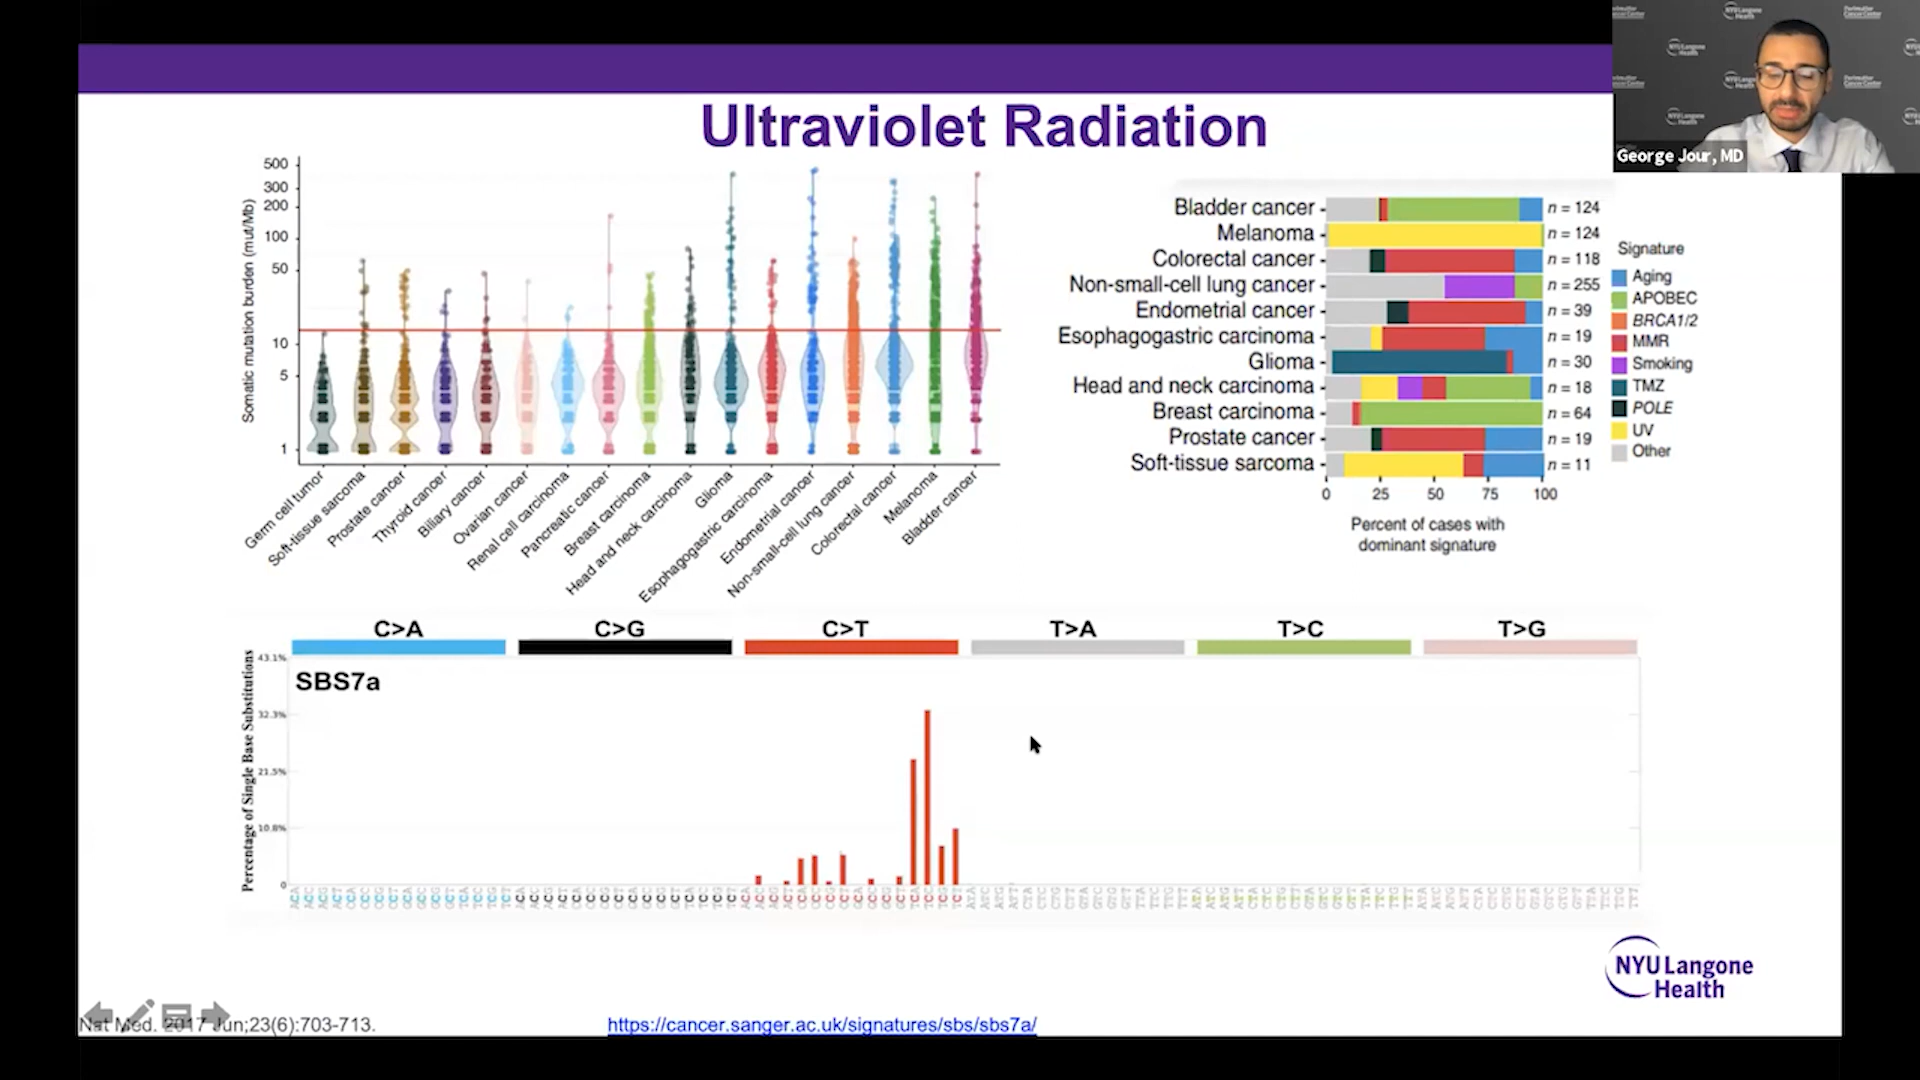 Ultraviolet Radiation
George Jour, MD
NYU Langone Health
Perlmutter Cancer Center
Somatic mutation burden (mut/Mb)
500
300
200
100
50
10
5
1
Germ cell tumor
Soft-tissue sarcoma
Prostate cancer
Thyroid cancer
Biliary cancer
Ovarian cancer
Renal cell carcinoma
Pancreatic cancer
Breast carcinoma
Head and neck carcinoma
Glioma
Esophagogastric carcinoma
Endometrial cancer
Non-small-cell lung cancer
Colorectal cancer
Melanoma
Bladder cancer
Bladder cancer n = 124
Melanoma n = 124
Colorectal cancer n = 118
Non-small-cell lung cancer n = 255
Endometrial cancer n = 39
Esophagogastric carcinoma n = 19
Glioma n = 30
Head and neck carcinoma n = 18
Breast carcinoma n = 64
Prostate cancer n = 19
Soft-tissue sarcoma n = 11
0 25 50 75 100
Percent of cases with
dominant signature
Signature
Aging
APOBEC
BRCA1/2
MMR
Smoking
TMZ
POLE
UV
Other
C>A C>G C>T T>A T>C T>G
SBS7a
Percentage of Single Base Substitutions
43.1%
32.3%
21.5%
10.8%
0
NYU Langone
Health
Nat Med. 2017 Jun;23(6):703-713.
https://cancer.sanger.ac.uk/signatures/sbs/sbs7a/